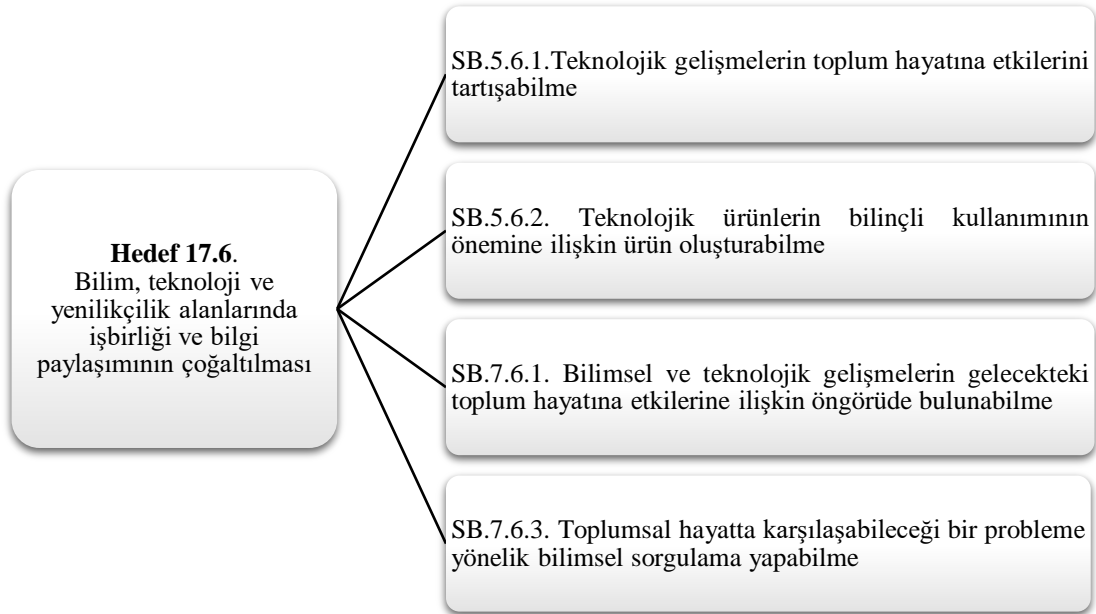 Hedef 17.6.
Bilim, teknoloji ve
yenilikçilik alanlarında
işbirliği ve bilgi
paylaşımının çoğaltılması
SB.5.6.1.Teknolojik gelişmelerin toplum hayatına etkilerini
tartışabilme
SB.5.6.2. Teknolojik ürünlerin bilinçli kullanımının
önemine ilişkin ürün oluşturabilme
SB.7.6.1. Bilimsel ve teknolojik gelişmelerin gelecekteki
toplum hayatına etkilerine ilişkin öngörüde bulunabilme
SB.7.6.3. Toplumsal hayatta karşılaşabileceği bir probleme
yönelik bilimsel sorgulama yapabilme